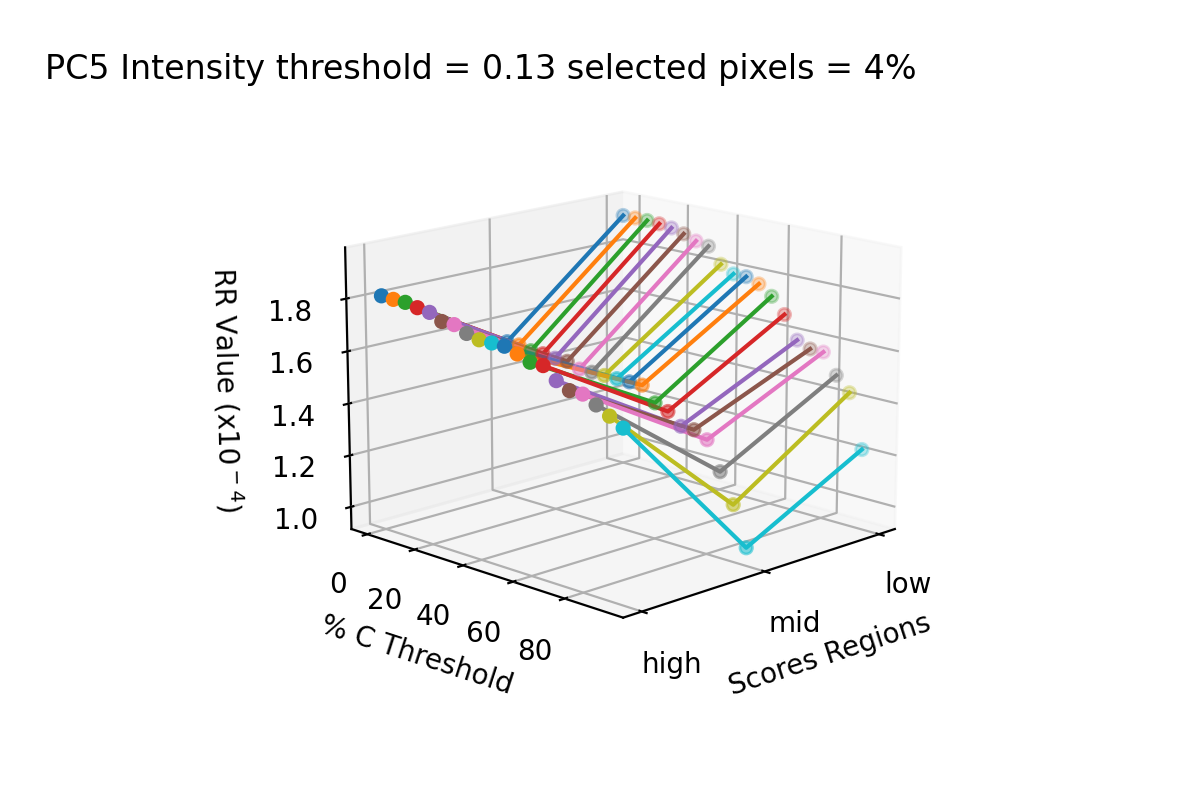 PC5 Intensity threshold = 0.13 selected pixels = 4%
RR Value (x10⁻⁴)
1.8
1.6
1.4
1.2
1.0
0
20
40
60
80
% C Threshold
high
mid
low
Scores Regions